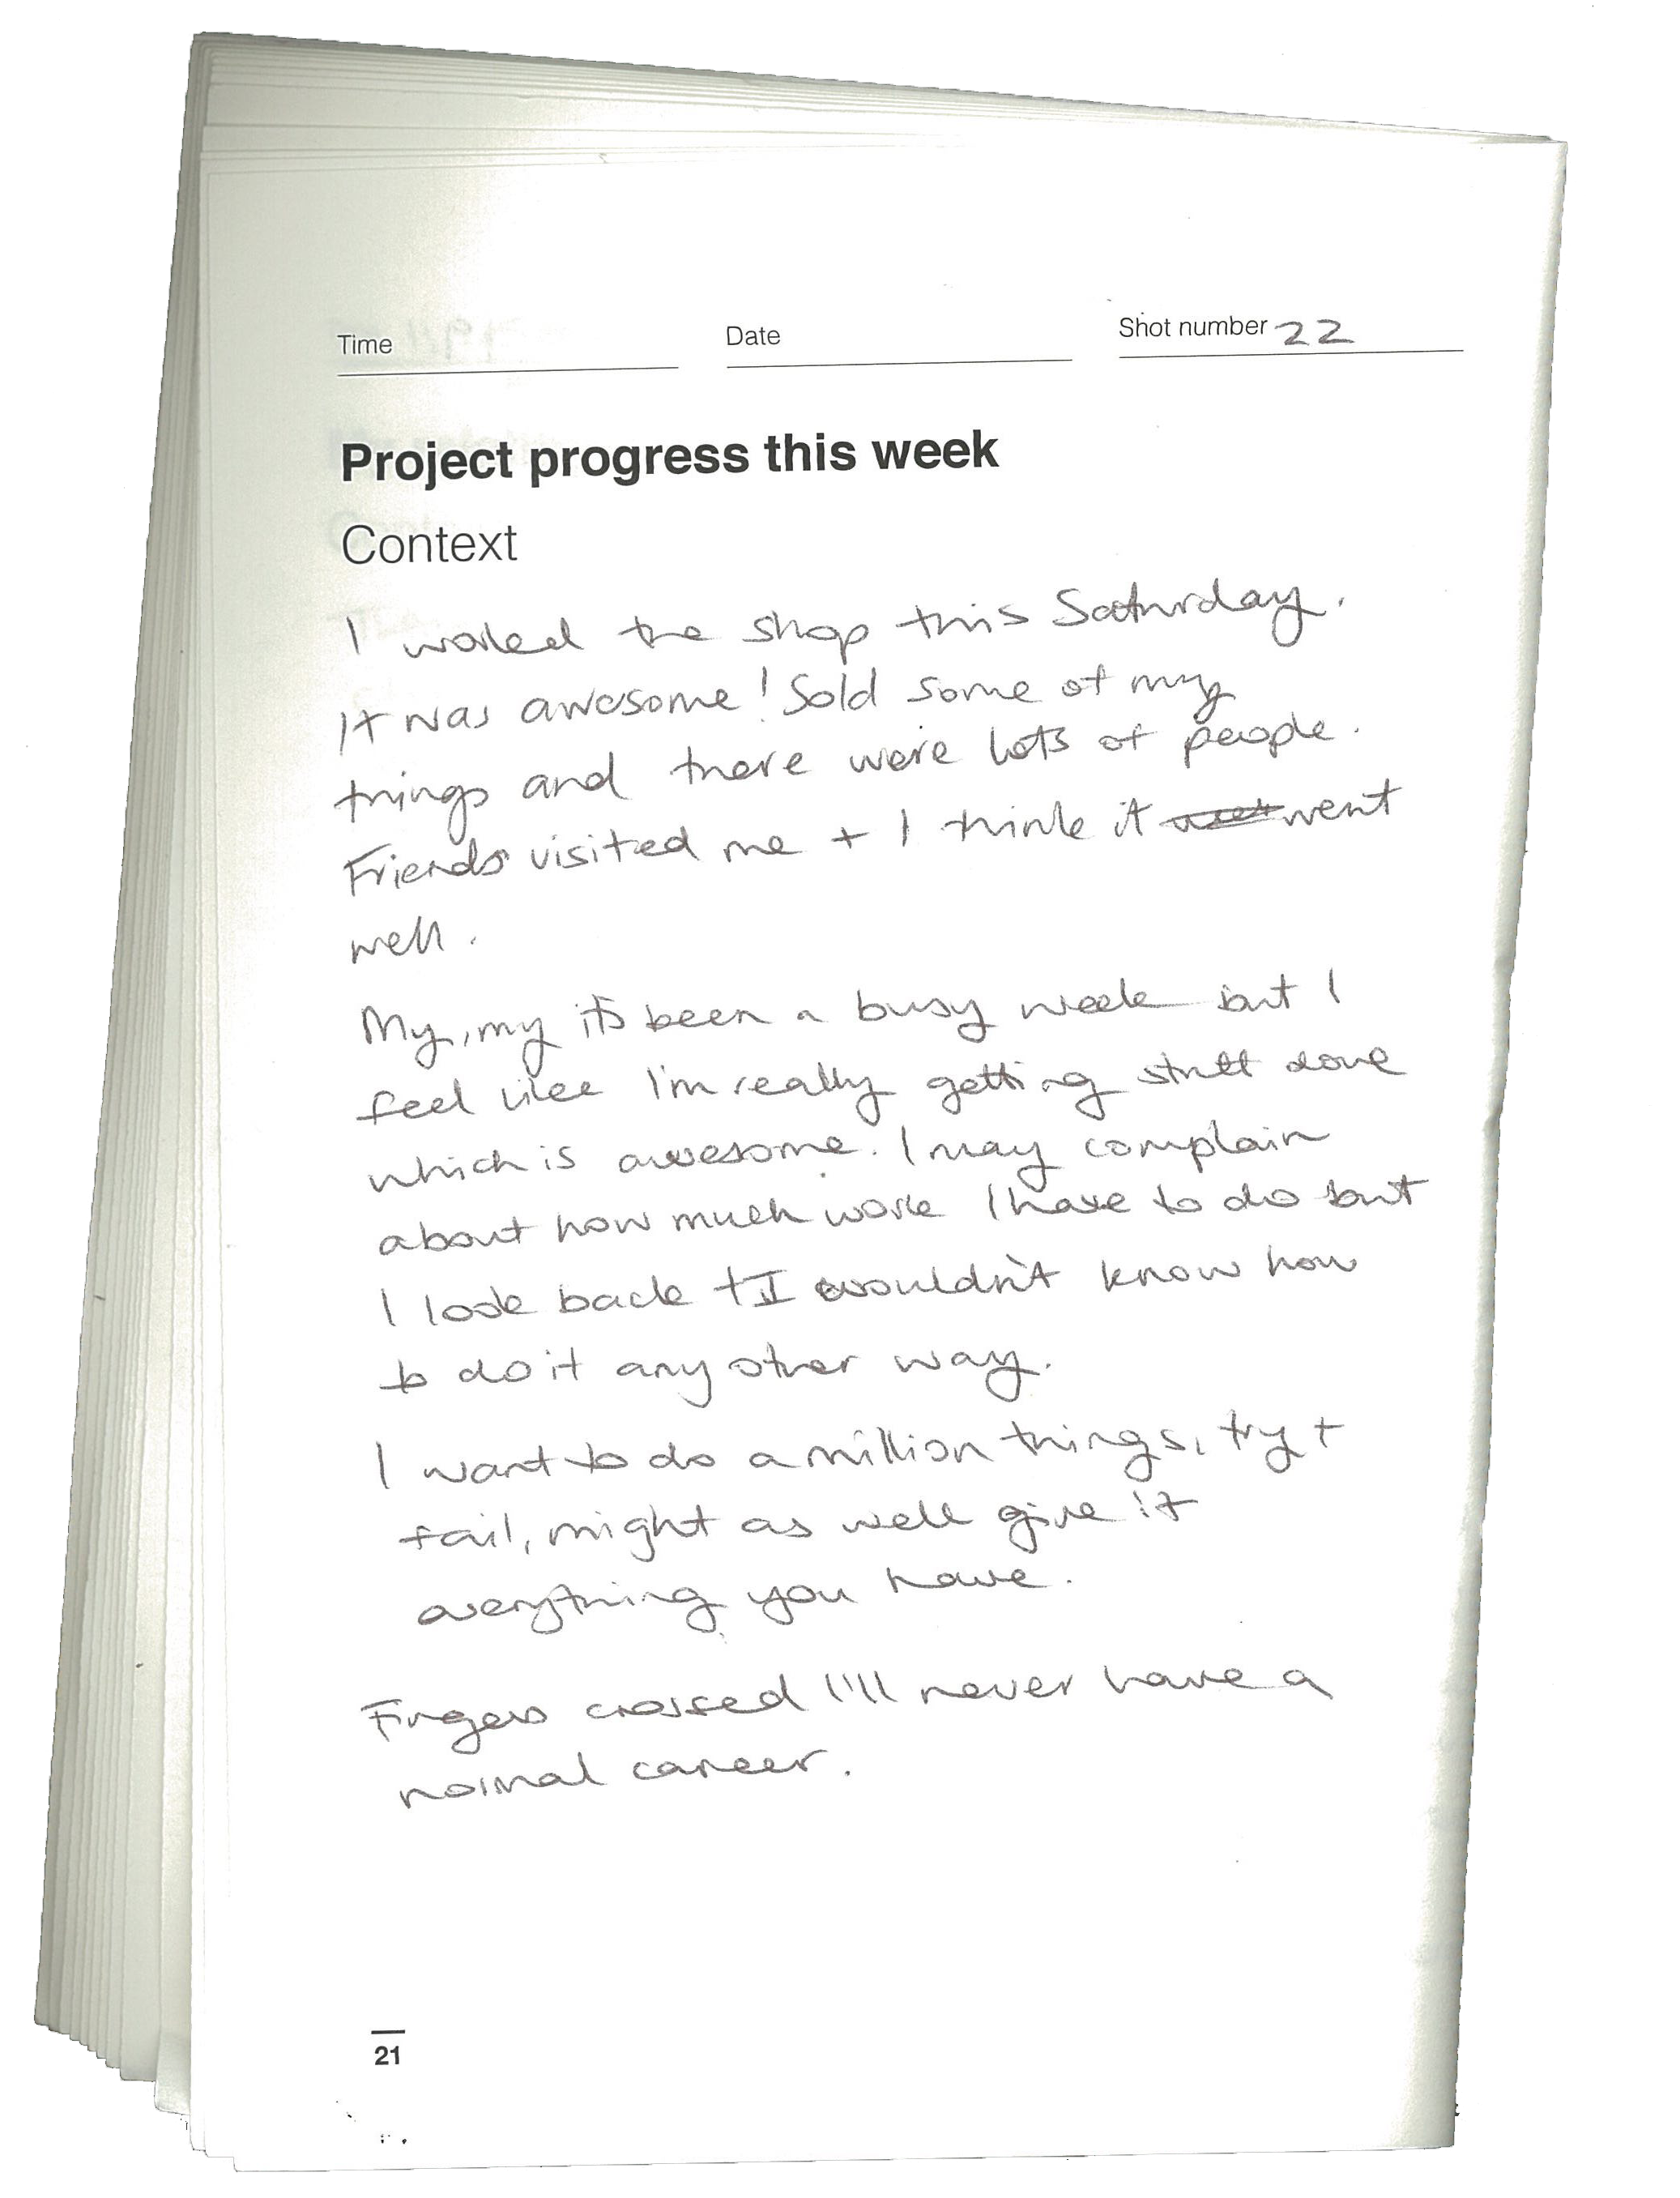 Time Date Shot number 22
Project progress this week
Context
I worked the shop this Saturday.
It was awesome! Sold some of my
things and there were lots of people.
Friends visited me + I think it went
well.
My, my it's been a busy week but I
feel like I'm really getting stuff done
which is awesome. I may complain
about how much work I have to do but
I look back + I wouldn't know how
to do it any other way.
I want to do a million things, try +
fail, might as well give it
everything you have.
Fingers crossed I'll never have a
normal career.
21